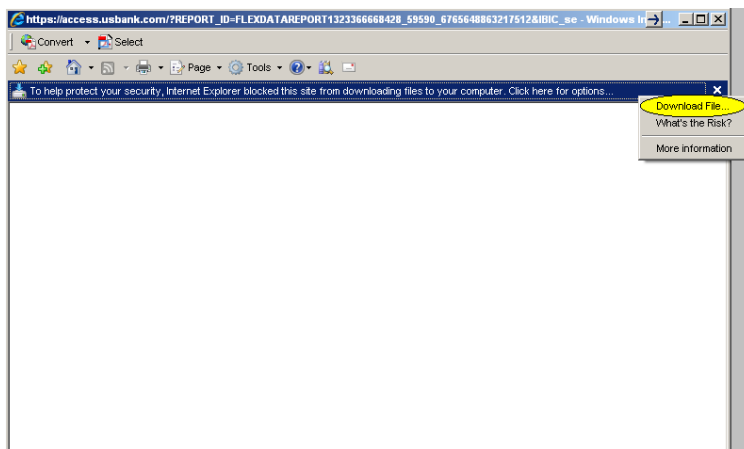 https://access.usbank.com/?REPORT_ID=FLEXDATAREPORT1323366668428_59590_6765648863217512&IBIC_se - Windows In
Convert Select
Page Tools
To help protect your security, Internet Explorer blocked this site from downloading files to your computer. Click here for options...
Download File...
What's the Risk?
More information